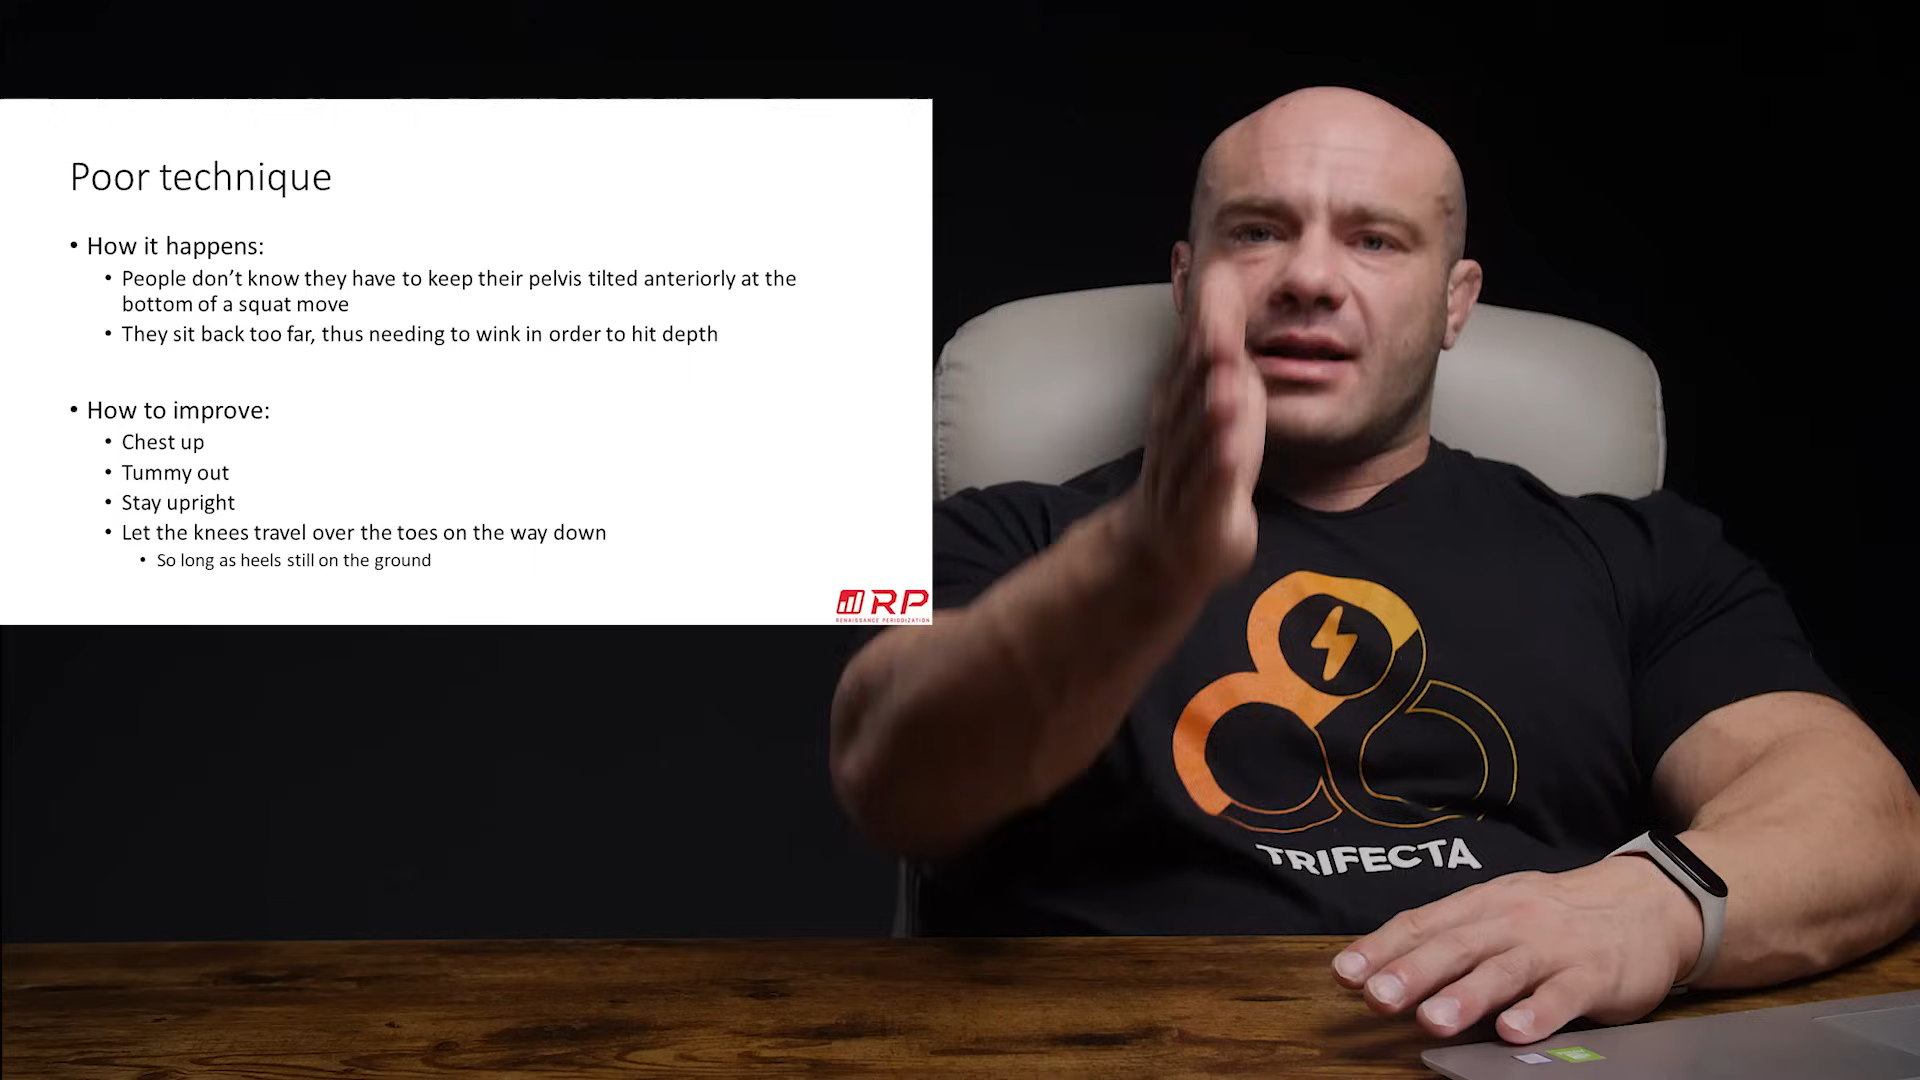 Poor technique
• How it happens:
• People don’t know they have to keep their pelvis tilted anteriorly at the
bottom of a squat move
• They sit back too far, thus needing to wink in order to hit depth
• How to improve:
• Chest up
• Tummy out
• Stay upright
• Let the knees travel over the toes on the way down
• So long as heels still on the ground
RP
RENAISSANCE PERIODIZATION
TRIFECTA